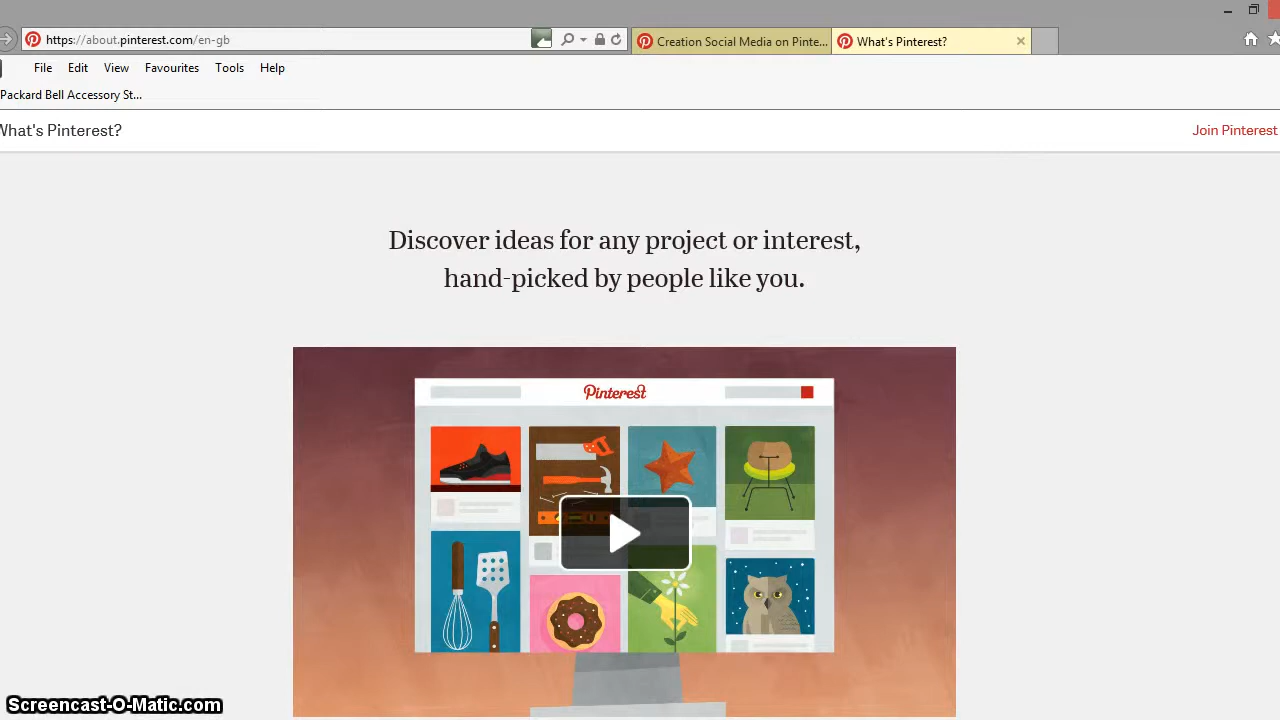 https://about.pinterest.com/en-gb
Creation Social Media on Pinte...
What's Pinterest?
File Edit View Favourites Tools Help
Packard Bell Accessory St...
What's Pinterest?
Join Pinterest
Discover ideas for any project or interest,
hand-picked by people like you.
Pinterest
Screencast-O-Matic.com